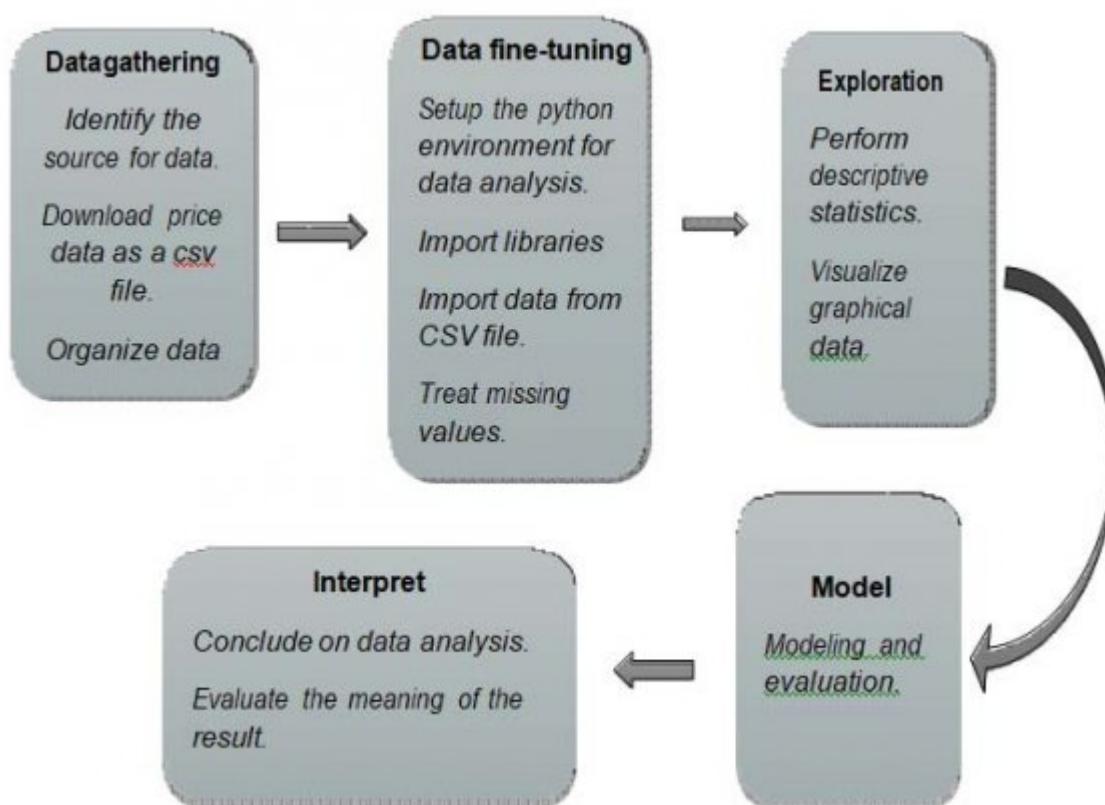 Datagathering
Identify the
source for data.
Download price
data as a csv
file.
Organize data
Data fine-tuning
Setup the python
environment for
data analysis.
Import libraries
Import data from
CSV file.
Treat missing
values.
Exploration
Perform
descriptive
statistics.
Visualize
graphical
data.
Model
Modeling and
evaluation.
Interpret
Conclude on data analysis.
Evaluate the meaning of the
result.